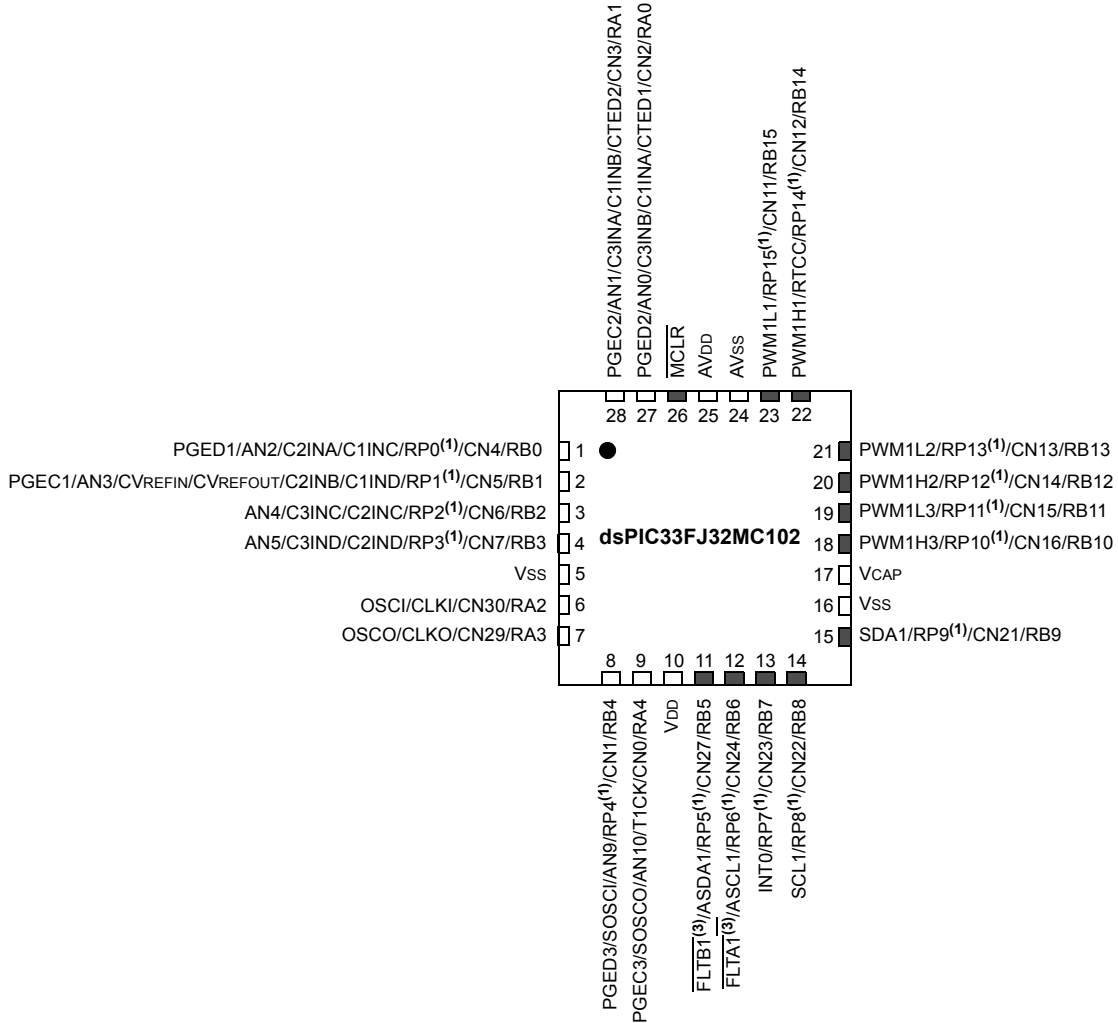 PGEC2/AN1/C3INA/C1INB/CTED2/CN3/RA1
PGED2/AN0/C3INB/C1INA/CTED1/CN2/RA0
MCLR
AVDD
AVSS
PWM1L1/RP15(1)/CN11/RB15
PWM1H1/RTCC/RP14(1)/CN12/RB14
28 27 26 25 24 23 22
PGED1/AN2/C2INA/C1INC/RP0(1)/CN4/RB0 1
PGEC1/AN3/CVREFIN/CVREFOUT/C2INB/C1IND/RP1(1)/CN5/RB1 2
AN4/C3INC/C2INC/RP2(1)/CN6/RB2 3
AN5/C3IND/C2IND/RP3(1)/CN7/RB3 4
VSS 5
OSCI/CLKI/CN30/RA2 6
OSCO/CLKO/CN29/RA3 7
dsPIC33FJ32MC102
21 PWM1L2/RP13(1)/CN13/RB13
20 PWM1H2/RP12(1)/CN14/RB12
19 PWM1L3/RP11(1)/CN15/RB11
18 PWM1H3/RP10(1)/CN16/RB10
17 VCAP
16 VSS
15 SDA1/RP9(1)/CN21/RB9
8 9 10 11 12 13 14
PGED3/SOSCI/AN9/RP4(1)/CN1/RB4
PGEC3/SOSCO/AN10/T1CK/CN0/RA4
VDD
FLTB1(3)/ASDA1/RP5(1)/CN27/RB5
FLTA1(3)/ASCL1/RP6(1)/CN24/RB6
INT0/RP7(1)/CN23/RB7
SCL1/RP8(1)/CN22/RB8